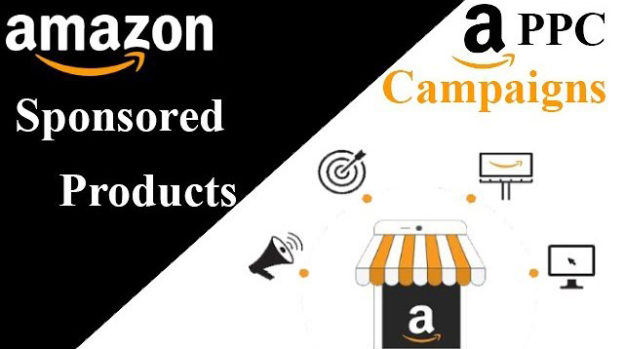 amazon
Sponsored
Products
a PPC
Campaigns
a